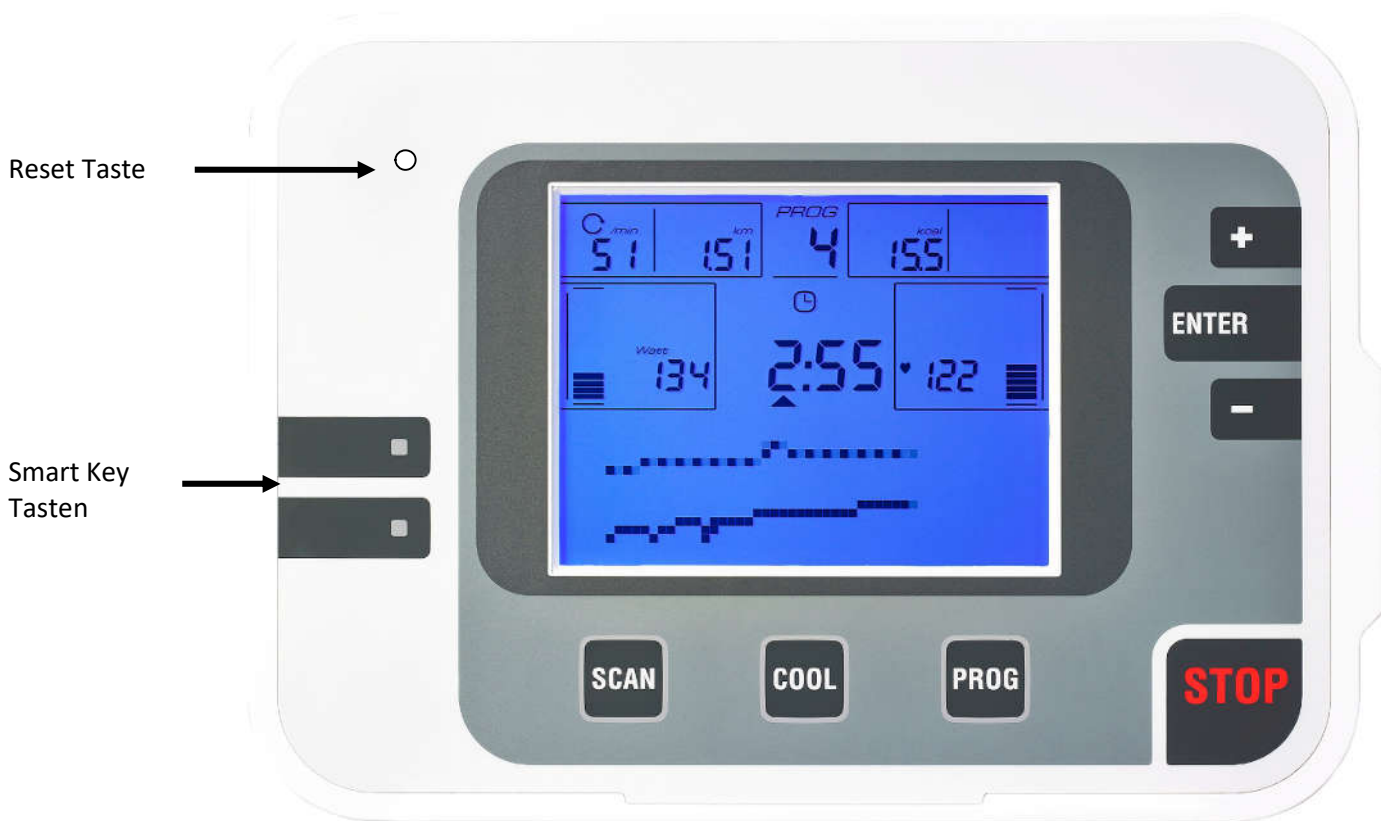 Reset Taste
PROG
/min km kcal
51 1.51 4 15.5
Watt
134 2:55 122
+
ENTER
-
Smart Key
Tasten
SCAN COOL PROG
STOP